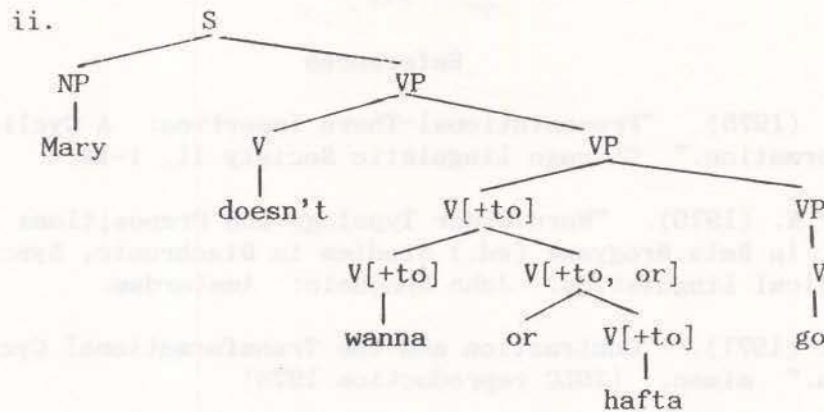 ii. S
NP VP
Mary V VP
doesn't V[+to] VP
V[+to] V[+to, or] V
wanna or V[+to] go
hafta